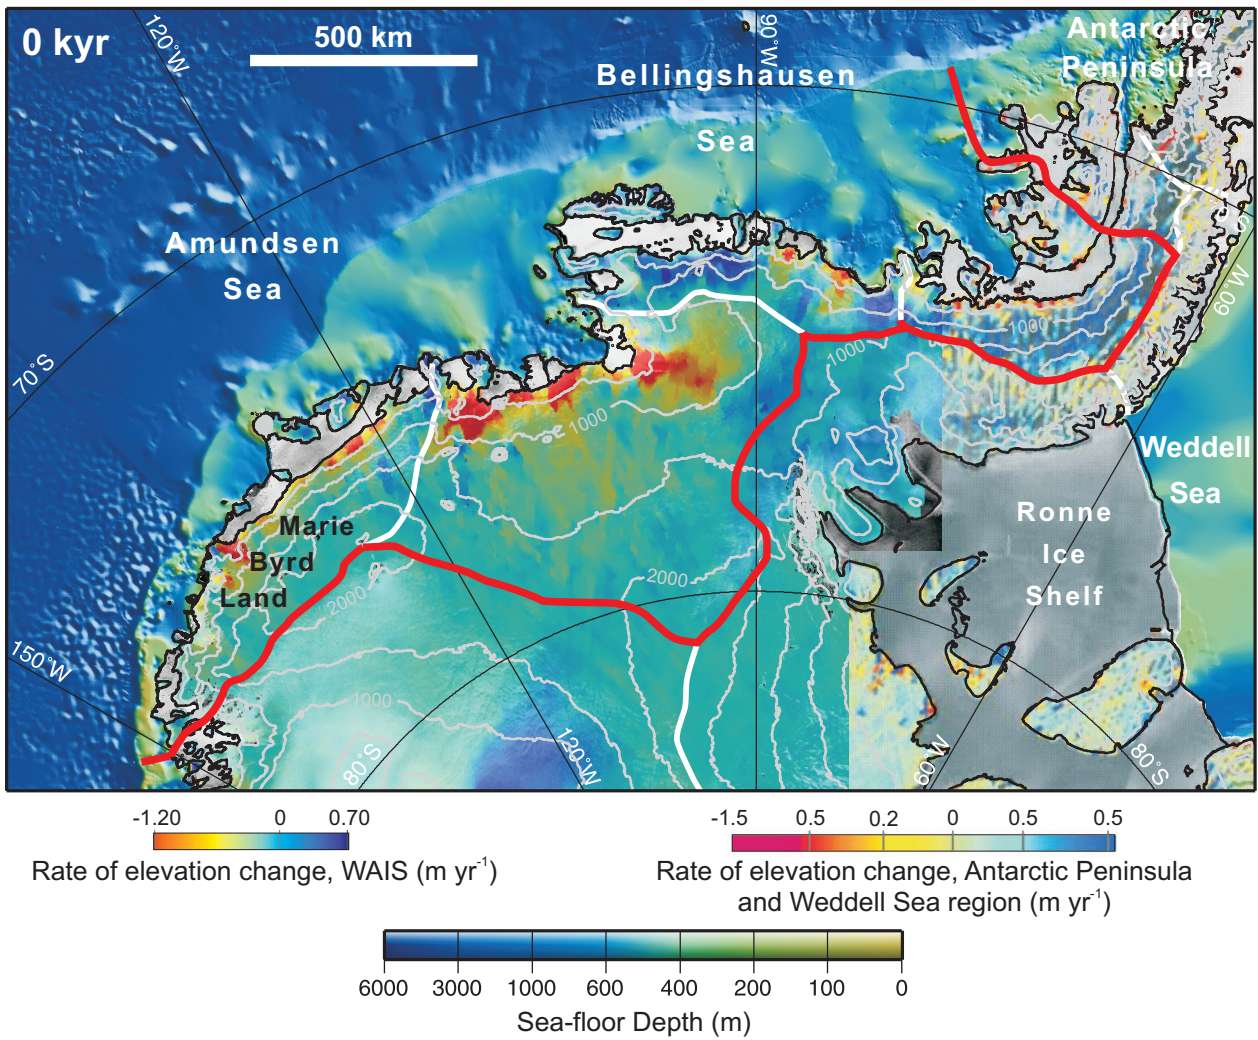 0 kyr
500 km
120°W
90°W
Antarctic
Peninsula
Bellingshausen
Sea
Amundsen
Sea
60°W
70°S
1000
1000
1000
Weddell
Sea
Ronne
Ice
Shelf
Marie
Byrd
Land
2000
2000
150°W
1000
80°S
120°W
60°W
80°S
-1.20 0 0.70
Rate of elevation change, WAIS (m yr-1)
-1.5 0.5 0.2 0 0.5 0.5
Rate of elevation change, Antarctic Peninsula
and Weddell Sea region (m yr-1)
6000 3000 1000 600 400 200 100 0
Sea-floor Depth (m)